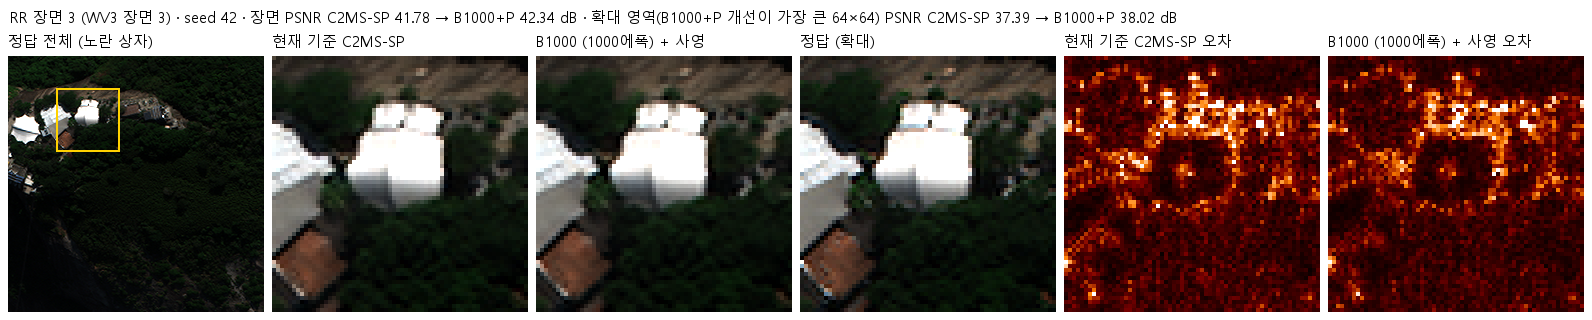 RR 장면 3 (WV3 장면 3) · seed 42 · 장면 PSNR C2MS-SP 41.78 → B1000+P 42.34 dB · 확대 영역(B1000+P 개선이 가장 큰 64×64) PSNR C2MS-SP 37.39 → B1000+P 38.02 dB
정답 전체 (노란 상자)
현재 기준 C2MS-SP
B1000 (1000에폭) + 사영
정답 (확대)
현재 기준 C2MS-SP 오차
B1000 (1000에폭) + 사영 오차